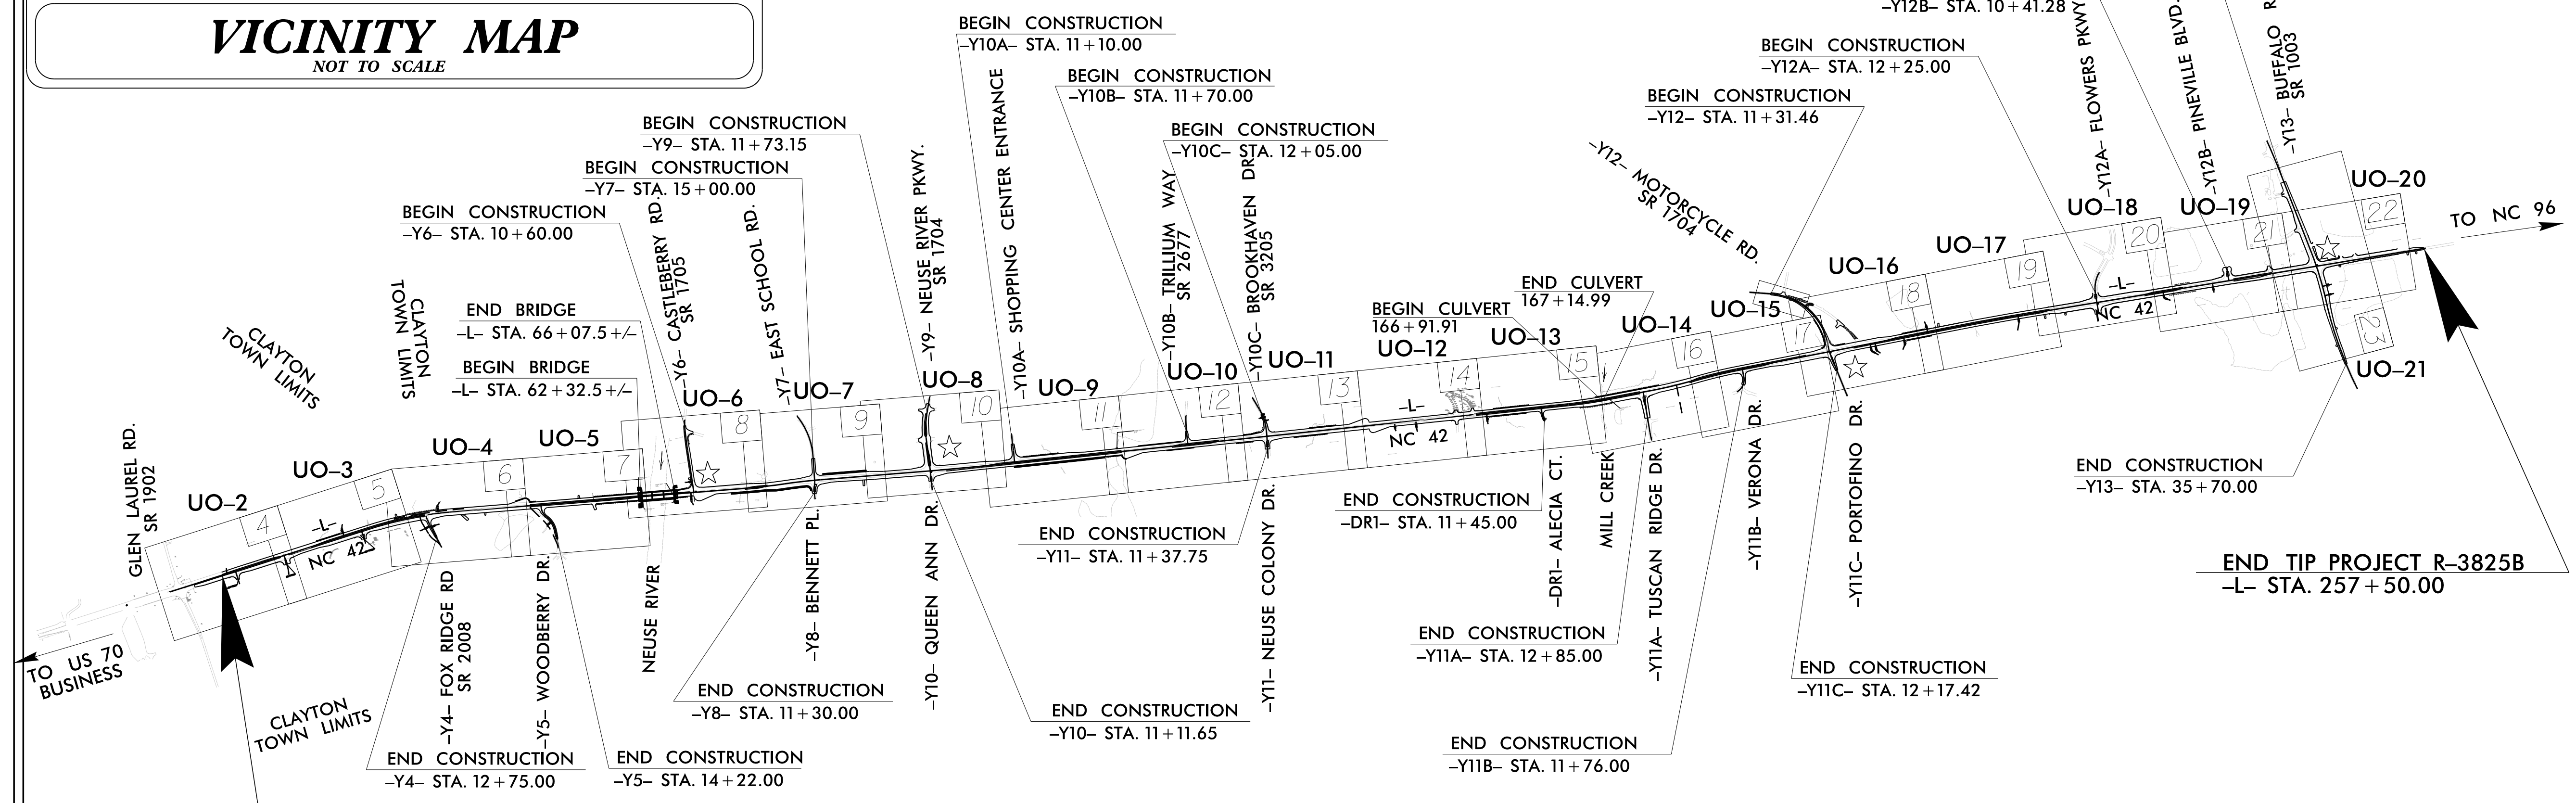 VICINITY MAP
NOT TO SCALE
BEGIN CONSTRUCTION
–Y10A– STA. 11+10.00
BEGIN CONSTRUCTION
–Y10B– STA. 11+70.00
BEGIN CONSTRUCTION
–Y10C– STA. 12+05.00
BEGIN CONSTRUCTION
–Y9– STA. 11+73.15
BEGIN CONSTRUCTION
–Y7– STA. 15+00.00
BEGIN CONSTRUCTION
–Y6– STA. 10+60.00
END BRIDGE
–L– STA. 66+07.5+/–
BEGIN BRIDGE
–L– STA. 62+32.5+/–
–Y12B– STA. 10+41.28
BEGIN CONSTRUCTION
–Y12A– STA. 12+25.00
BEGIN CONSTRUCTION
–Y12– STA. 11+31.46
–Y12– MOTORCYCLE RD.
SR 1704
–Y12A– FLOWERS PKWY
–Y12B– PINEVILLE BLVD.
–Y13– BUFFALO R
SR 1003
–Y6– CASTLEBERRY RD.
SR 1705
–Y7– EAST SCHOOL RD.
–Y9– NEUSE RIVER PKWY.
SR 1704
–Y10A– SHOPPING CENTER ENTRANCE
–Y10B– TRILLIUM WAY
SR 2677
–Y10C– BROOKHAVEN DR.
SR 3205
BEGIN CULVERT
166+91.91
END CULVERT
167+14.99
CLAYTON
TOWN LIMITS
CLAYTON
TOWN LIMITS
GLEN LAUREL RD.
SR 1902
UO–2
UO–3
UO–4
UO–5
UO–6
UO–7
UO–8
UO–9
UO–10
UO–11
UO–12
UO–13
UO–14
UO–15
UO–16
UO–17
UO–18
UO–19
UO–20
UO–21
4
5
6
7
8
9
10
11
12
13
14
15
16
17
18
19
20
21
22
23
–L–
NC 42
–L–
NC 42
–L–
NC 42
TO NC 96
TO US 70
BUSINESS
CLAYTON
TOWN LIMITS
–Y4– FOX RIDGE RD
SR 2008
–Y5– WOODBERRY DR.
NEUSE RIVER
–Y8– BENNETT PL.
–Y10– QUEEN ANN DR.
–Y11– NEUSE COLONY DR.
–DR1– ALECIA CT.
MILL CREEK
–Y11A– TUSCAN RIDGE DR.
–Y11B– VERONA DR.
–Y11C– PORTOFINO DR.
END CONSTRUCTION
–Y4– STA. 12+75.00
END CONSTRUCTION
–Y5– STA. 14+22.00
END CONSTRUCTION
–Y8– STA. 11+30.00
END CONSTRUCTION
–Y10– STA. 11+11.65
END CONSTRUCTION
–Y11– STA. 11+37.75
END CONSTRUCTION
–DR1– STA. 11+45.00
END CONSTRUCTION
–Y11A– STA. 12+85.00
END CONSTRUCTION
–Y11B– STA. 11+76.00
END CONSTRUCTION
–Y11C– STA. 12+17.42
END CONSTRUCTION
–Y13– STA. 35+70.00
END TIP PROJECT R–3825B
–L– STA. 257+50.00